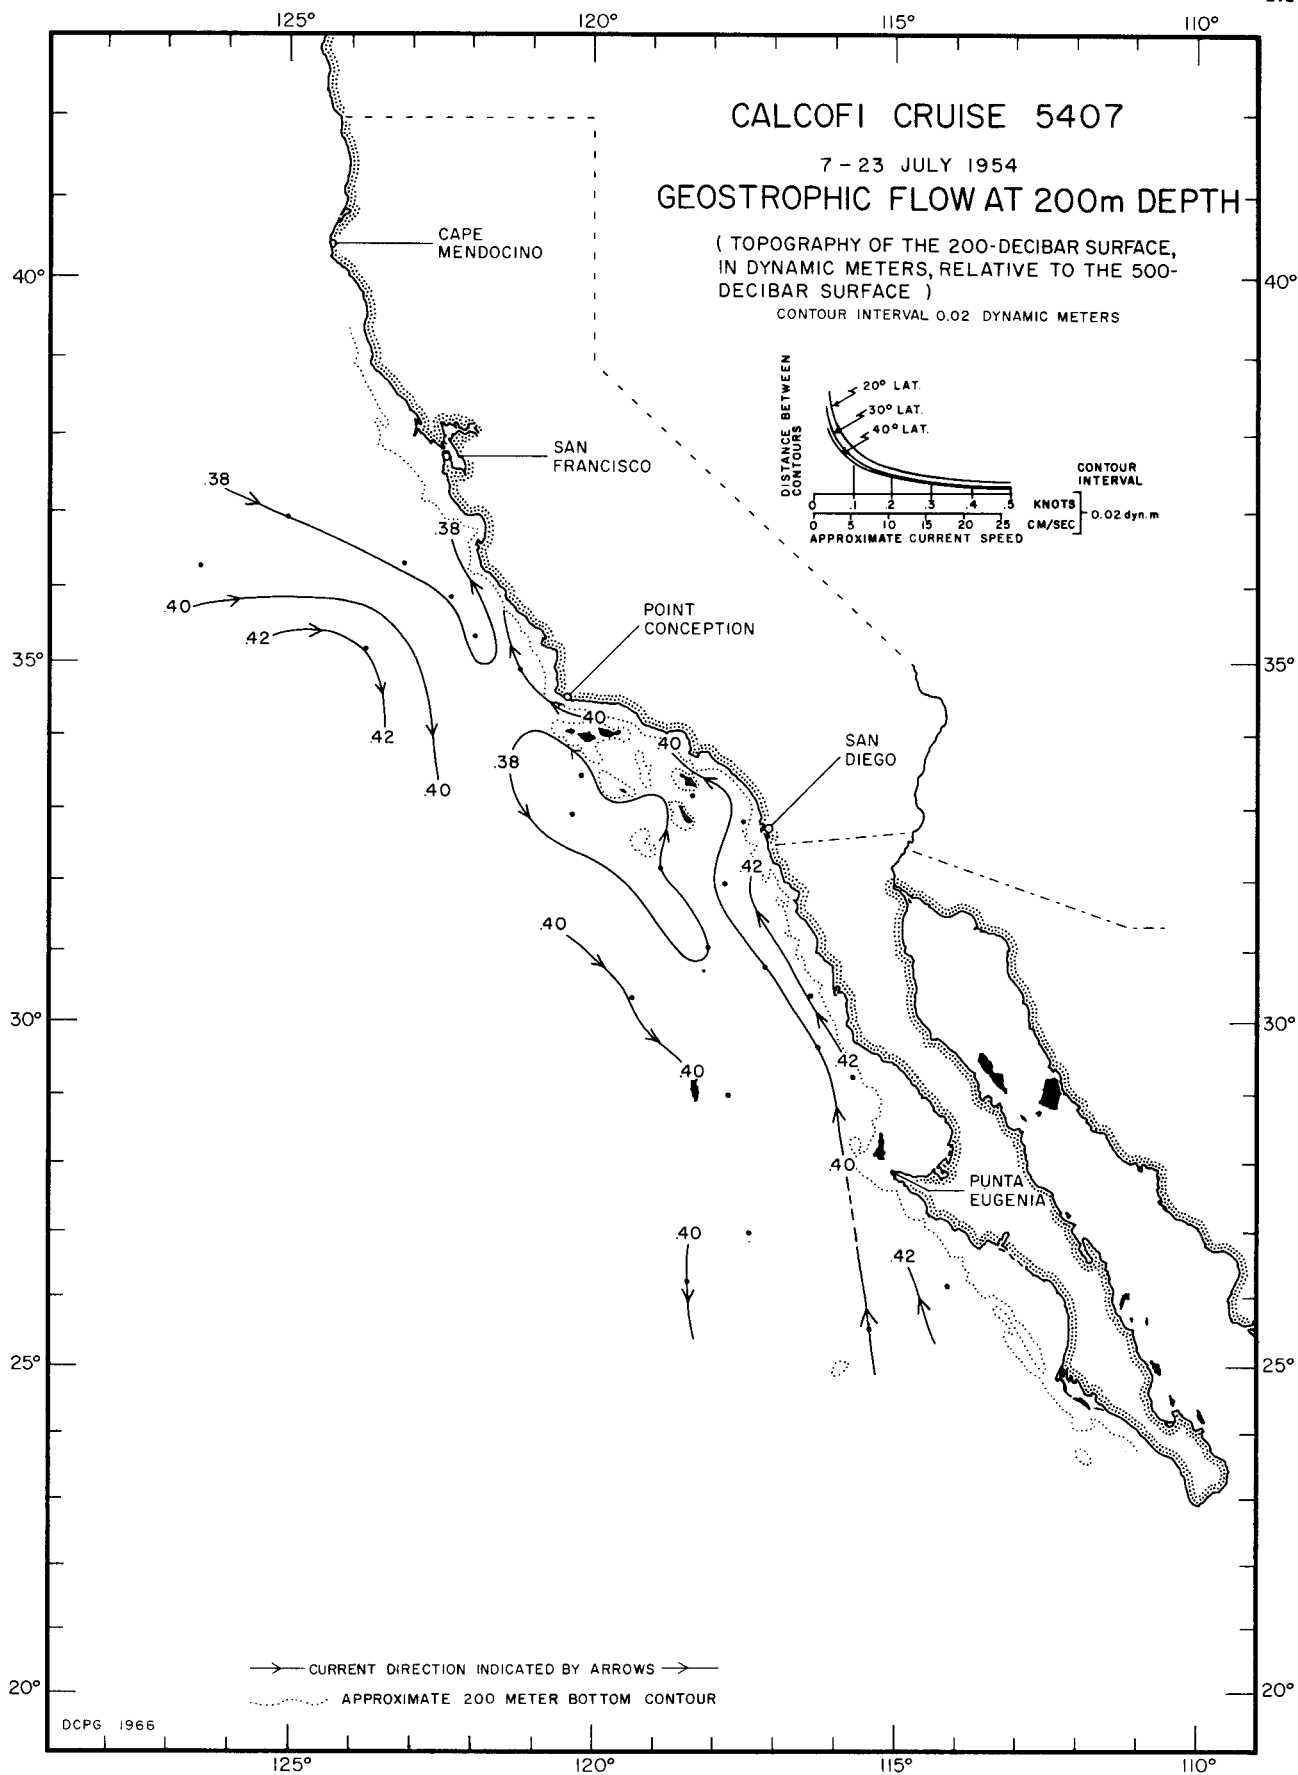 125°
120°
115°
110°
CALCOFI CRUISE 5407
7-23 JULY 1954
GEOSTROPHIC FLOW AT 200m DEPTH
( TOPOGRAPHY OF THE 200-DECIBAR SURFACE,
IN DYNAMIC METERS, RELATIVE TO THE 500-
DECIBAR SURFACE )
CONTOUR INTERVAL 0.02 DYNAMIC METERS
CAPE
MENDOCINO
40°
40°
DISTANCE BETWEEN
CONTOURS
20° LAT.
30° LAT.
40° LAT.
CONTOUR
INTERVAL
0 .1 .2 .3 .4 .5 KNOTS
0 5 10 15 20 25 CM/SEC
0.02 dyn.m
APPROXIMATE CURRENT SPEED
SAN
FRANCISCO
.38
.38
.40
.42
POINT
CONCEPTION
35°
35°
.40
.42
.40
SAN
DIEGO
.38
.40
.40
.42
.40
30°
30°
.40
.42
.40
PUNTA
EUGENIA
.40
.42
25°
25°
CURRENT DIRECTION INDICATED BY ARROWS
APPROXIMATE 200 METER BOTTOM CONTOUR
20°
20°
DCPG 1966
125°
120°
115°
110°